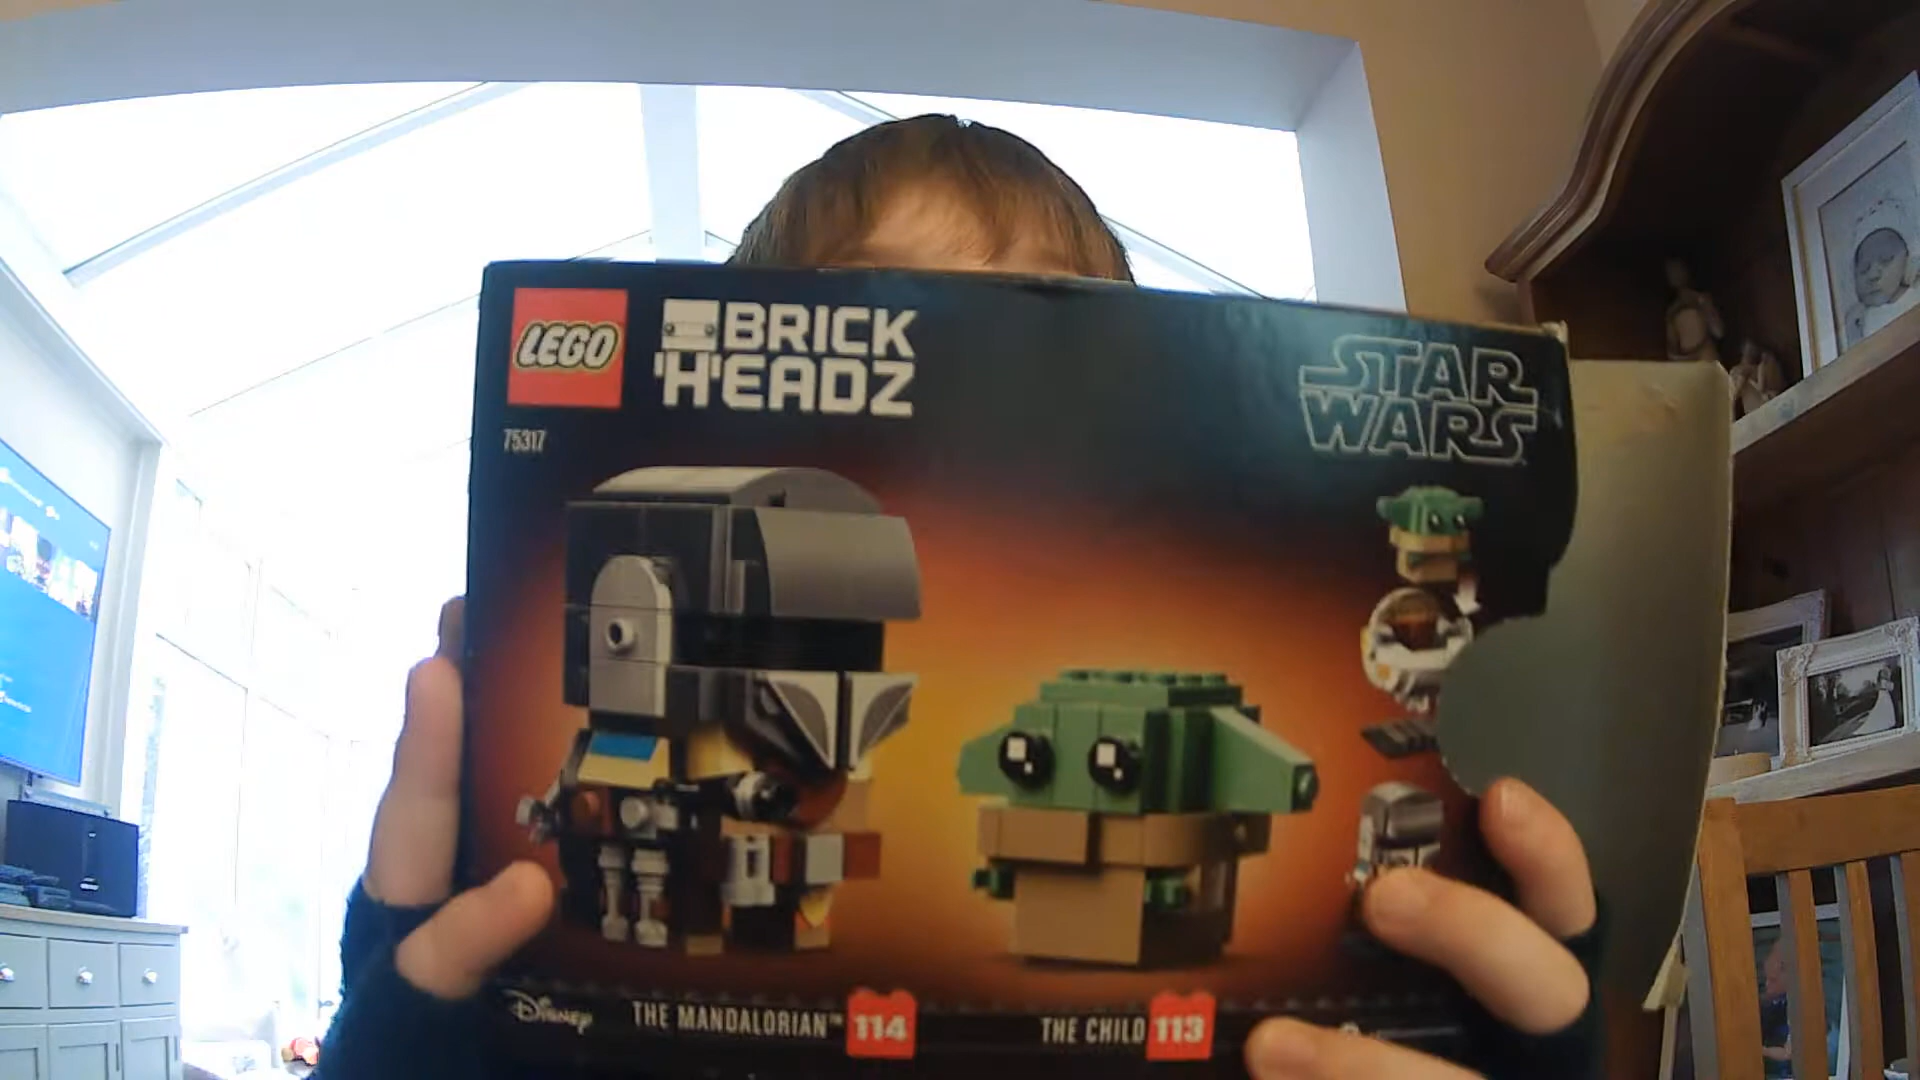 LEGO
BRICK
HEADZ
STAR
WARS
75317
Disney
THE MANDALORIAN™ 114
THE CHILD 113